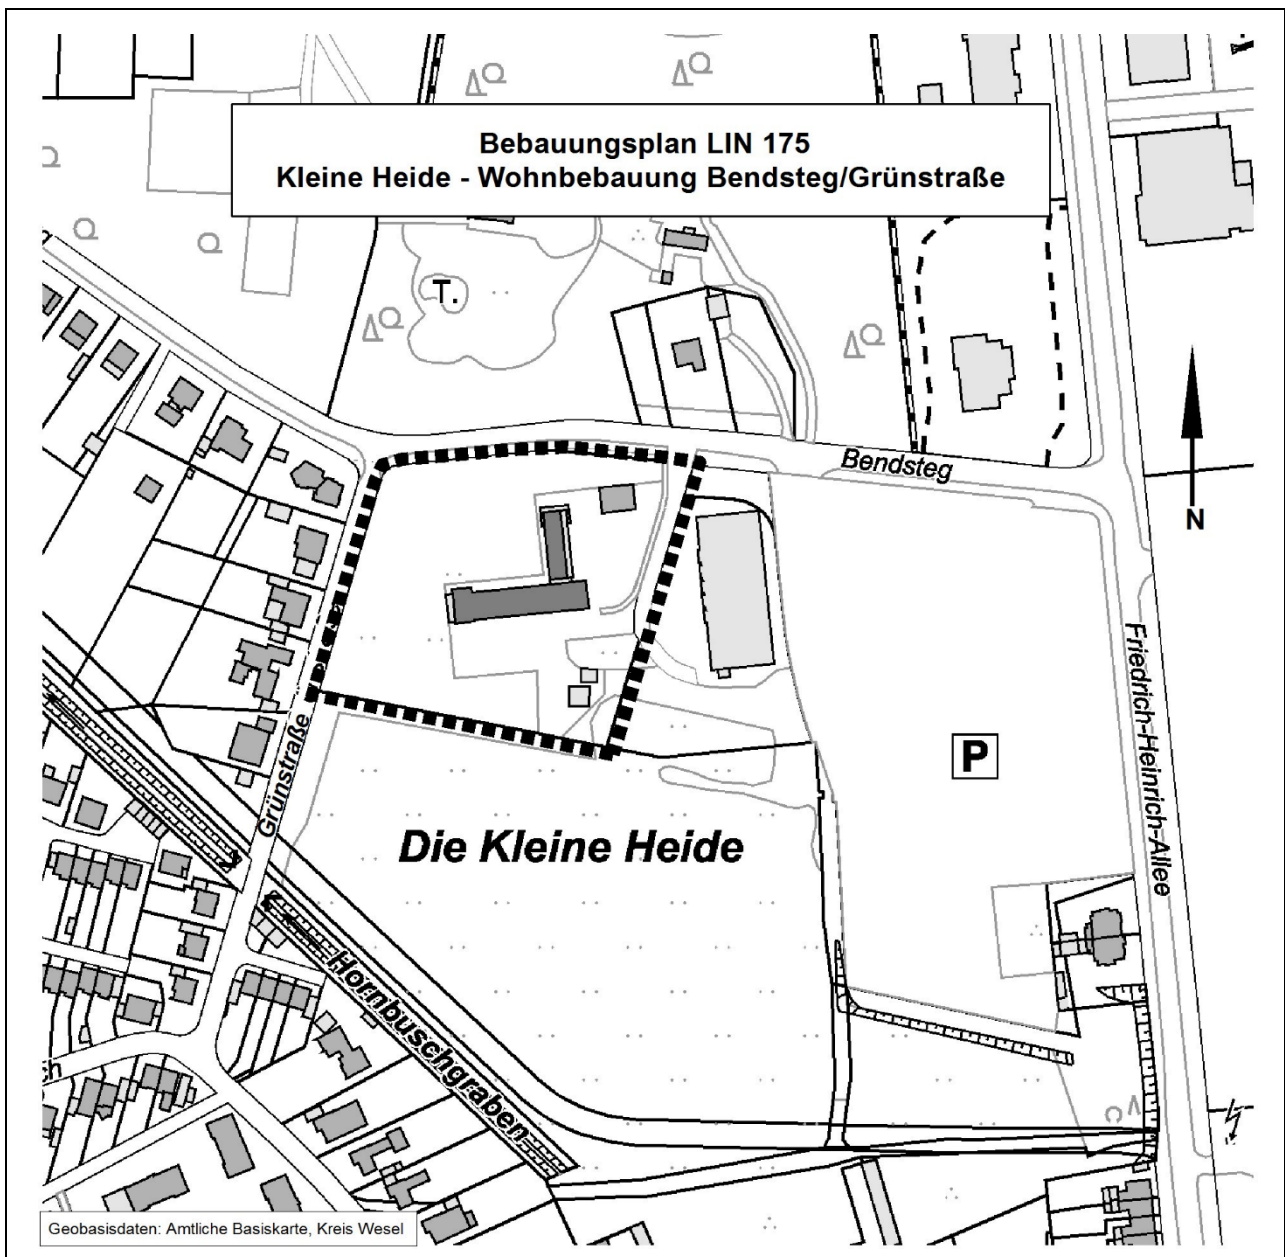 Bebauungsplan LIN 175
Kleine Heide - Wohnbebauung Bendsteg/Grünstraße
T.
Bendsteg
N
Friedrich-Heinrich-Allee
Grünstraße
P
Die Kleine Heide
Hornbuschgraben
ch
Geobasisdaten: Amtliche Basiskarte, Kreis Wesel